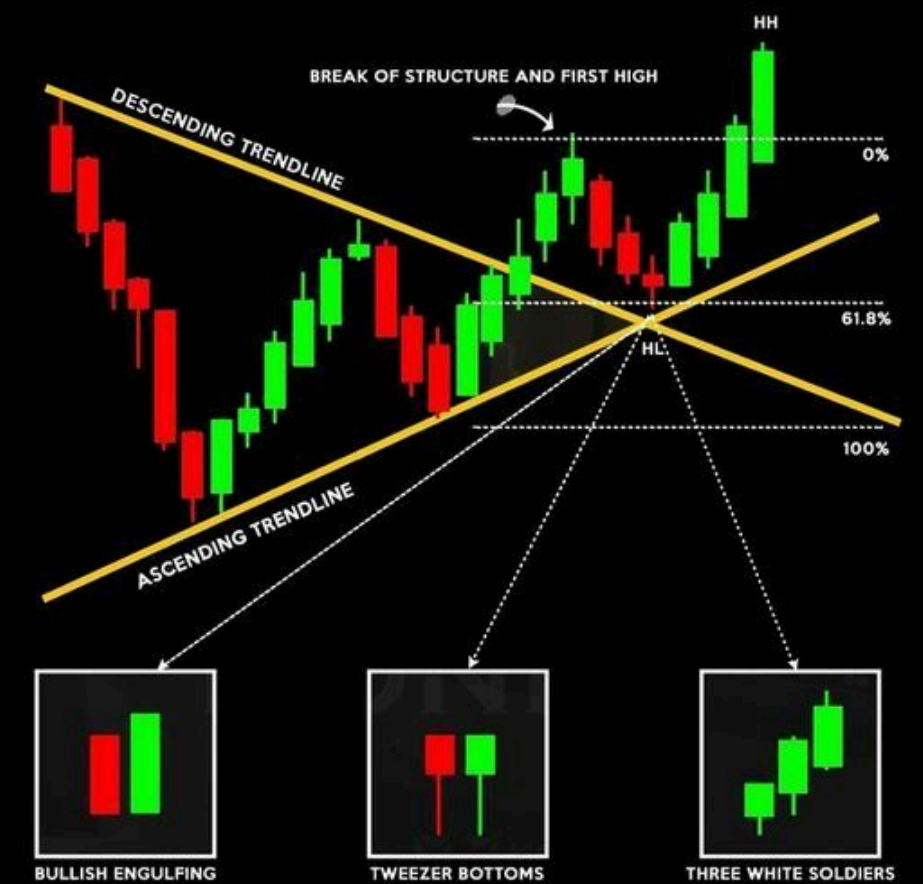 HH
BREAK OF STRUCTURE AND FIRST HIGH
DESCENDING TRENDLINE
0%
61.8%
HL
100%
ASCENDING TRENDLINE
BULLISH ENGULFING
TWEEZER BOTTOMS
THREE WHITE SOLDIERS